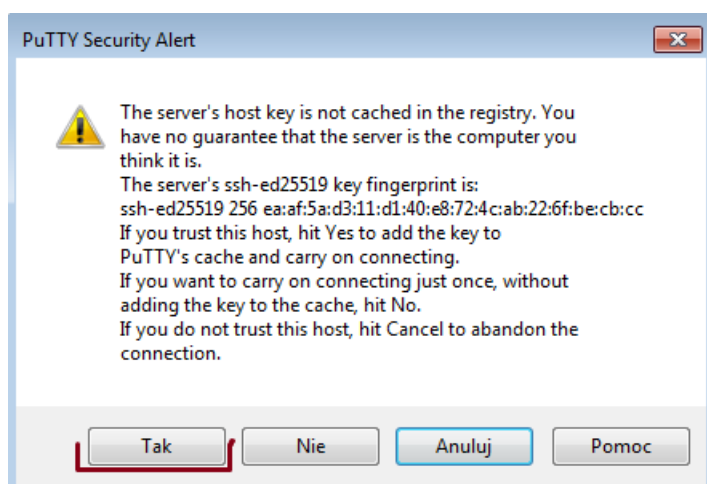 PuTTY Security Alert
The server's host key is not cached in the registry. You
have no guarantee that the server is the computer you
think it is.
The server's ssh-ed25519 key fingerprint is:
ssh-ed25519 256 ea:af:5a:d3:11:d1:40:e8:72:4c:ab:22:6f:be:cb:cc
If you trust this host, hit Yes to add the key to
PuTTY's cache and carry on connecting.
If you want to carry on connecting just once, without
adding the key to the cache, hit No.
If you do not trust this host, hit Cancel to abandon the
connection.
Tak Nie Anuluj Pomoc